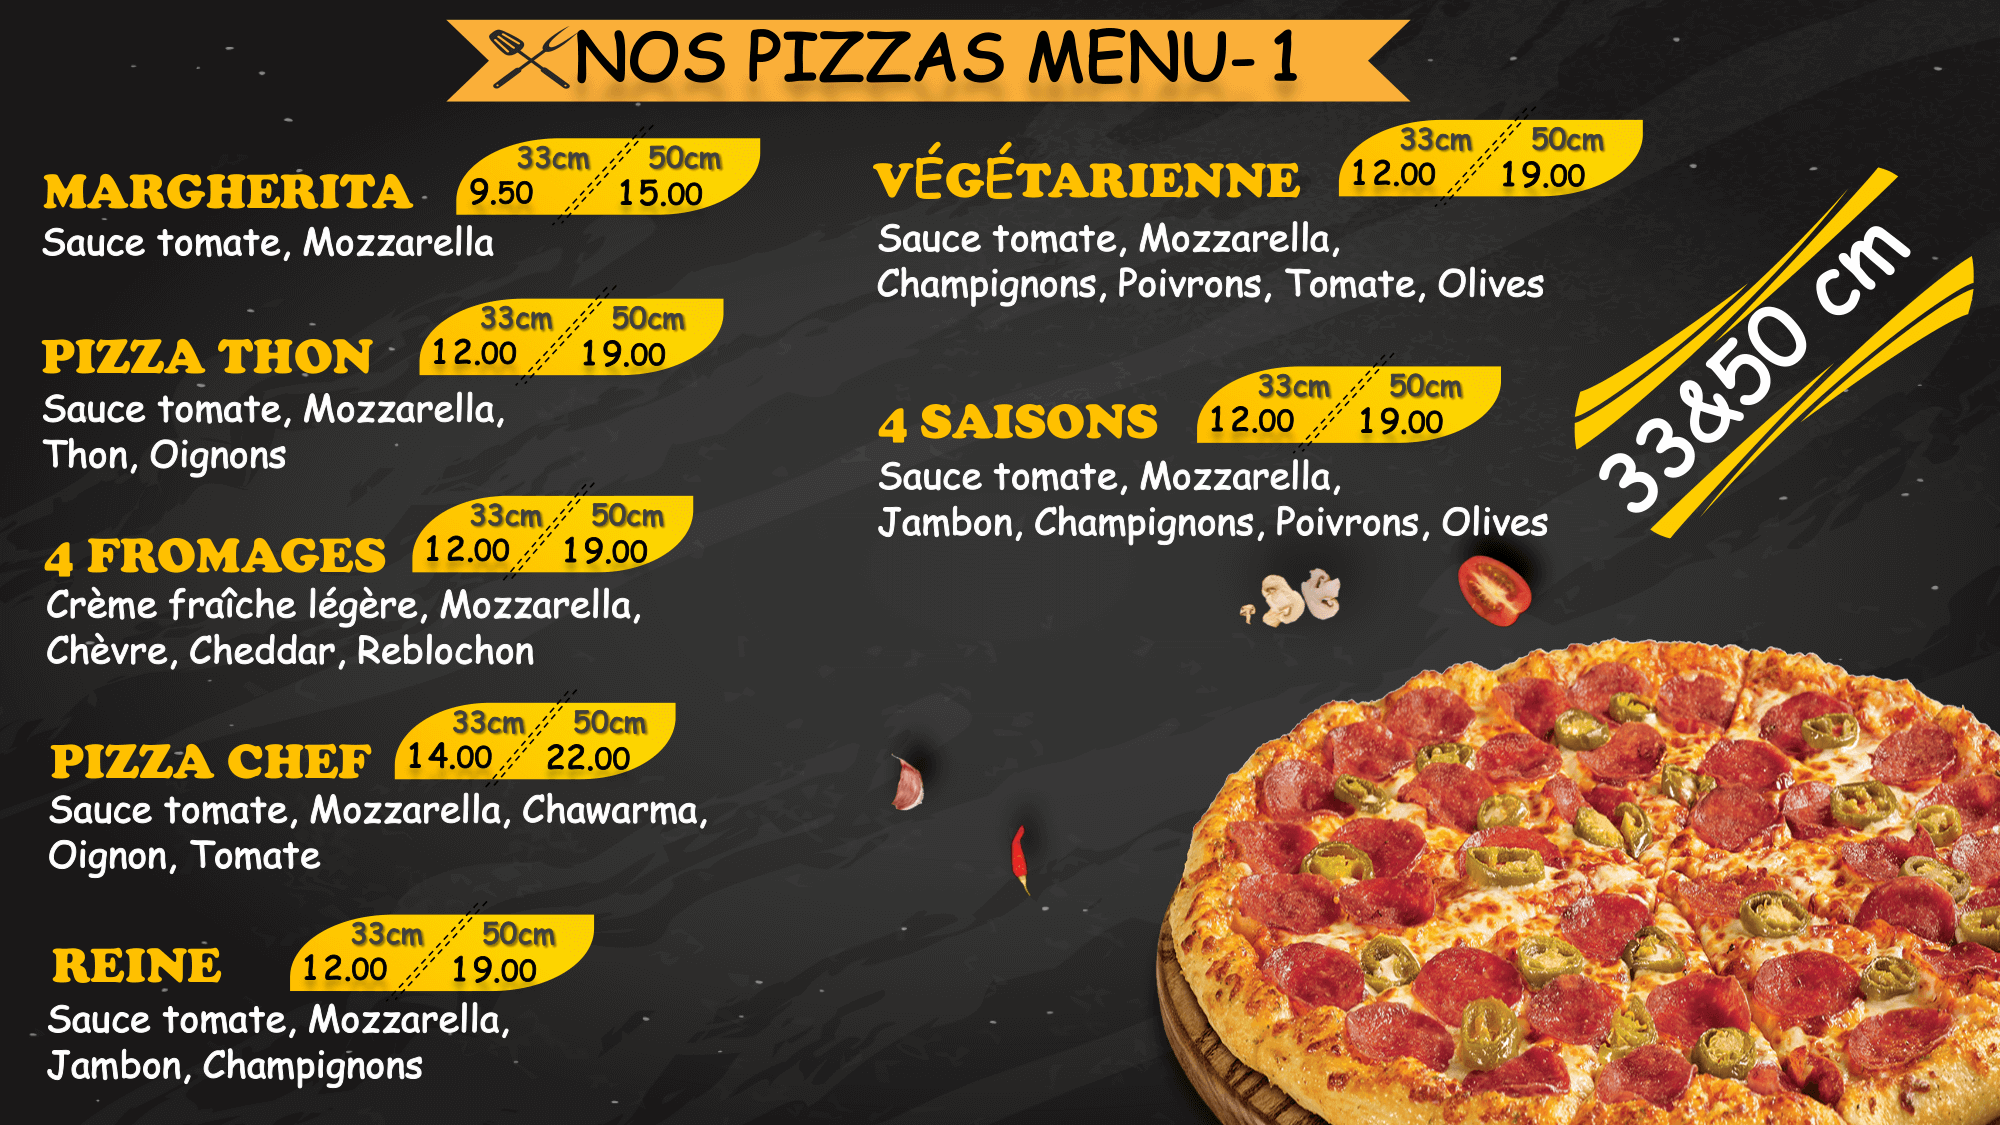 NOS PIZZAS MENU- 1
MARGHERITA
33cm 50cm
9.50 15.00
Sauce tomate, Mozzarella
PIZZA THON
33cm 50cm
12.00 19.00
Sauce tomate, Mozzarella,
Thon, Oignons
4 FROMAGES
33cm 50cm
12.00 19.00
Crème fraîche légère, Mozzarella,
Chèvre, Cheddar, Reblochon
PIZZA CHEF
33cm 50cm
14.00 22.00
Sauce tomate, Mozzarella, Chawarma,
Oignon, Tomate
REINE
33cm 50cm
12.00 19.00
Sauce tomate, Mozzarella,
Jambon, Champignons
VÉGÉTARIENNE
33cm 50cm
12.00 19.00
Sauce tomate, Mozzarella,
Champignons, Poivrons, Tomate, Olives
4 SAISONS
33cm 50cm
12.00 19.00
Sauce tomate, Mozzarella,
Jambon, Champignons, Poivrons, Olives
33&50 cm